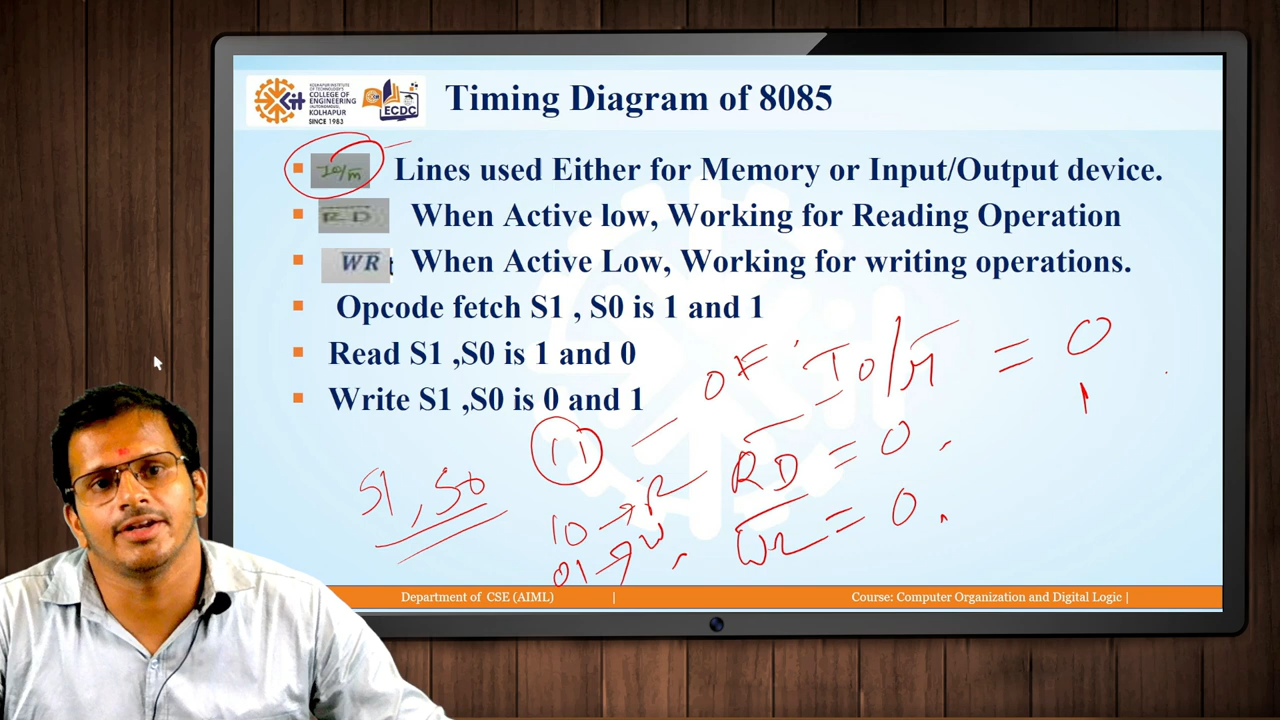 KOLHAPUR INSTITUTE OF TECHNOLOGY'S
COLLEGE OF ENGINEERING
(AUTONOMOUS),
KOLHAPUR
SINCE 1983
Kit
ECDC
Timing Diagram of 8085
IO/M̅ Lines used Either for Memory or Input/Output device.
R̅D̅ When Active low, Working for Reading Operation
W̅R̅ t When Active Low, Working for writing operations.
Opcode fetch S1 , S0 is 1 and 1
Read S1 ,S0 is 1 and 0
Write S1 ,S0 is 0 and 1
S1, S0
11 — OF IO/M̅ = 0
1
10 → R R̅D̅ = 0.
01 → W, W̅R̅ = 0.
Department of CSE (AIML) |
Course: Computer Organization and Digital Logic |